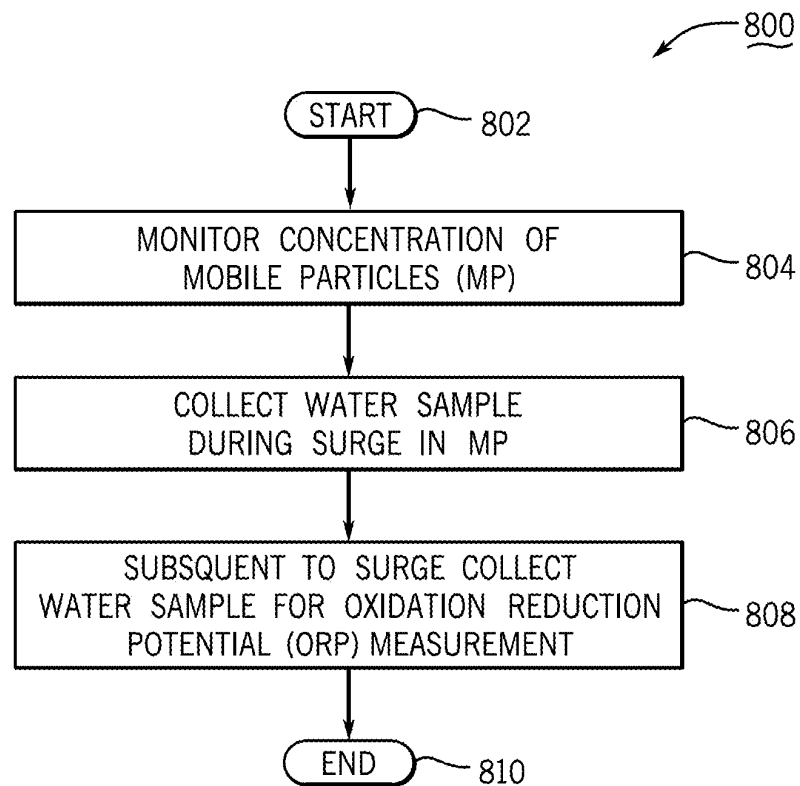 800
START
802
MONITOR CONCENTRATION OF
MOBILE PARTICLES (MP)
804
COLLECT WATER SAMPLE
DURING SURGE IN MP
806
SUBSQUENT TO SURGE COLLECT
WATER SAMPLE FOR OXIDATION REDUCTION
POTENTIAL (ORP) MEASUREMENT
808
END
810